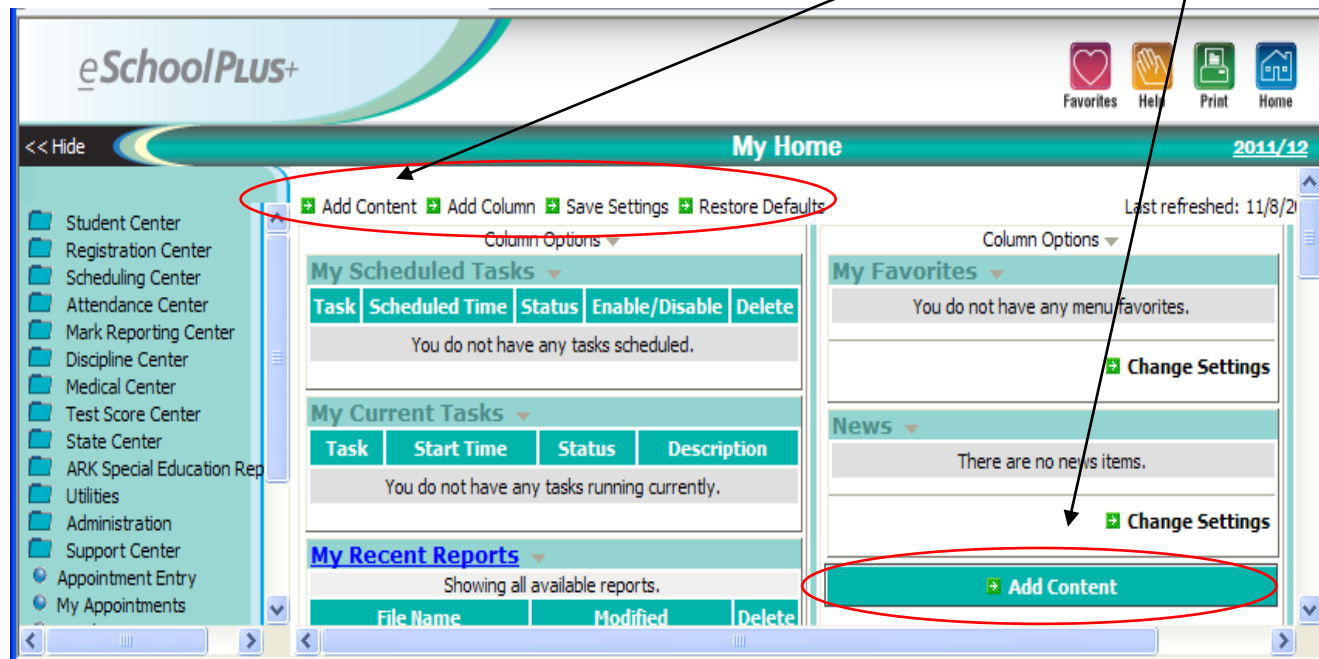 eSchoolPLUS+
Favorites Help Print Home
<< Hide
My Home
2011/12
Student Center
Registration Center
Scheduling Center
Attendance Center
Mark Reporting Center
Discipline Center
Medical Center
Test Score Center
State Center
ARK Special Education Rep
Utilities
Administration
Support Center
Appointment Entry
My Appointments
Add Content Add Column Save Settings Restore Defaults
Last refreshed: 11/8/20
Column Options
My Scheduled Tasks
Task Scheduled Time Status Enable/Disable Delete
You do not have any tasks scheduled.
My Current Tasks
Task Start Time Status Description
You do not have any tasks running currently.
My Recent Reports
Showing all available reports.
File Name Modified Delete
Column Options
My Favorites
You do not have any menu favorites.
Change Settings
News
There are no news items.
Change Settings
Add Content